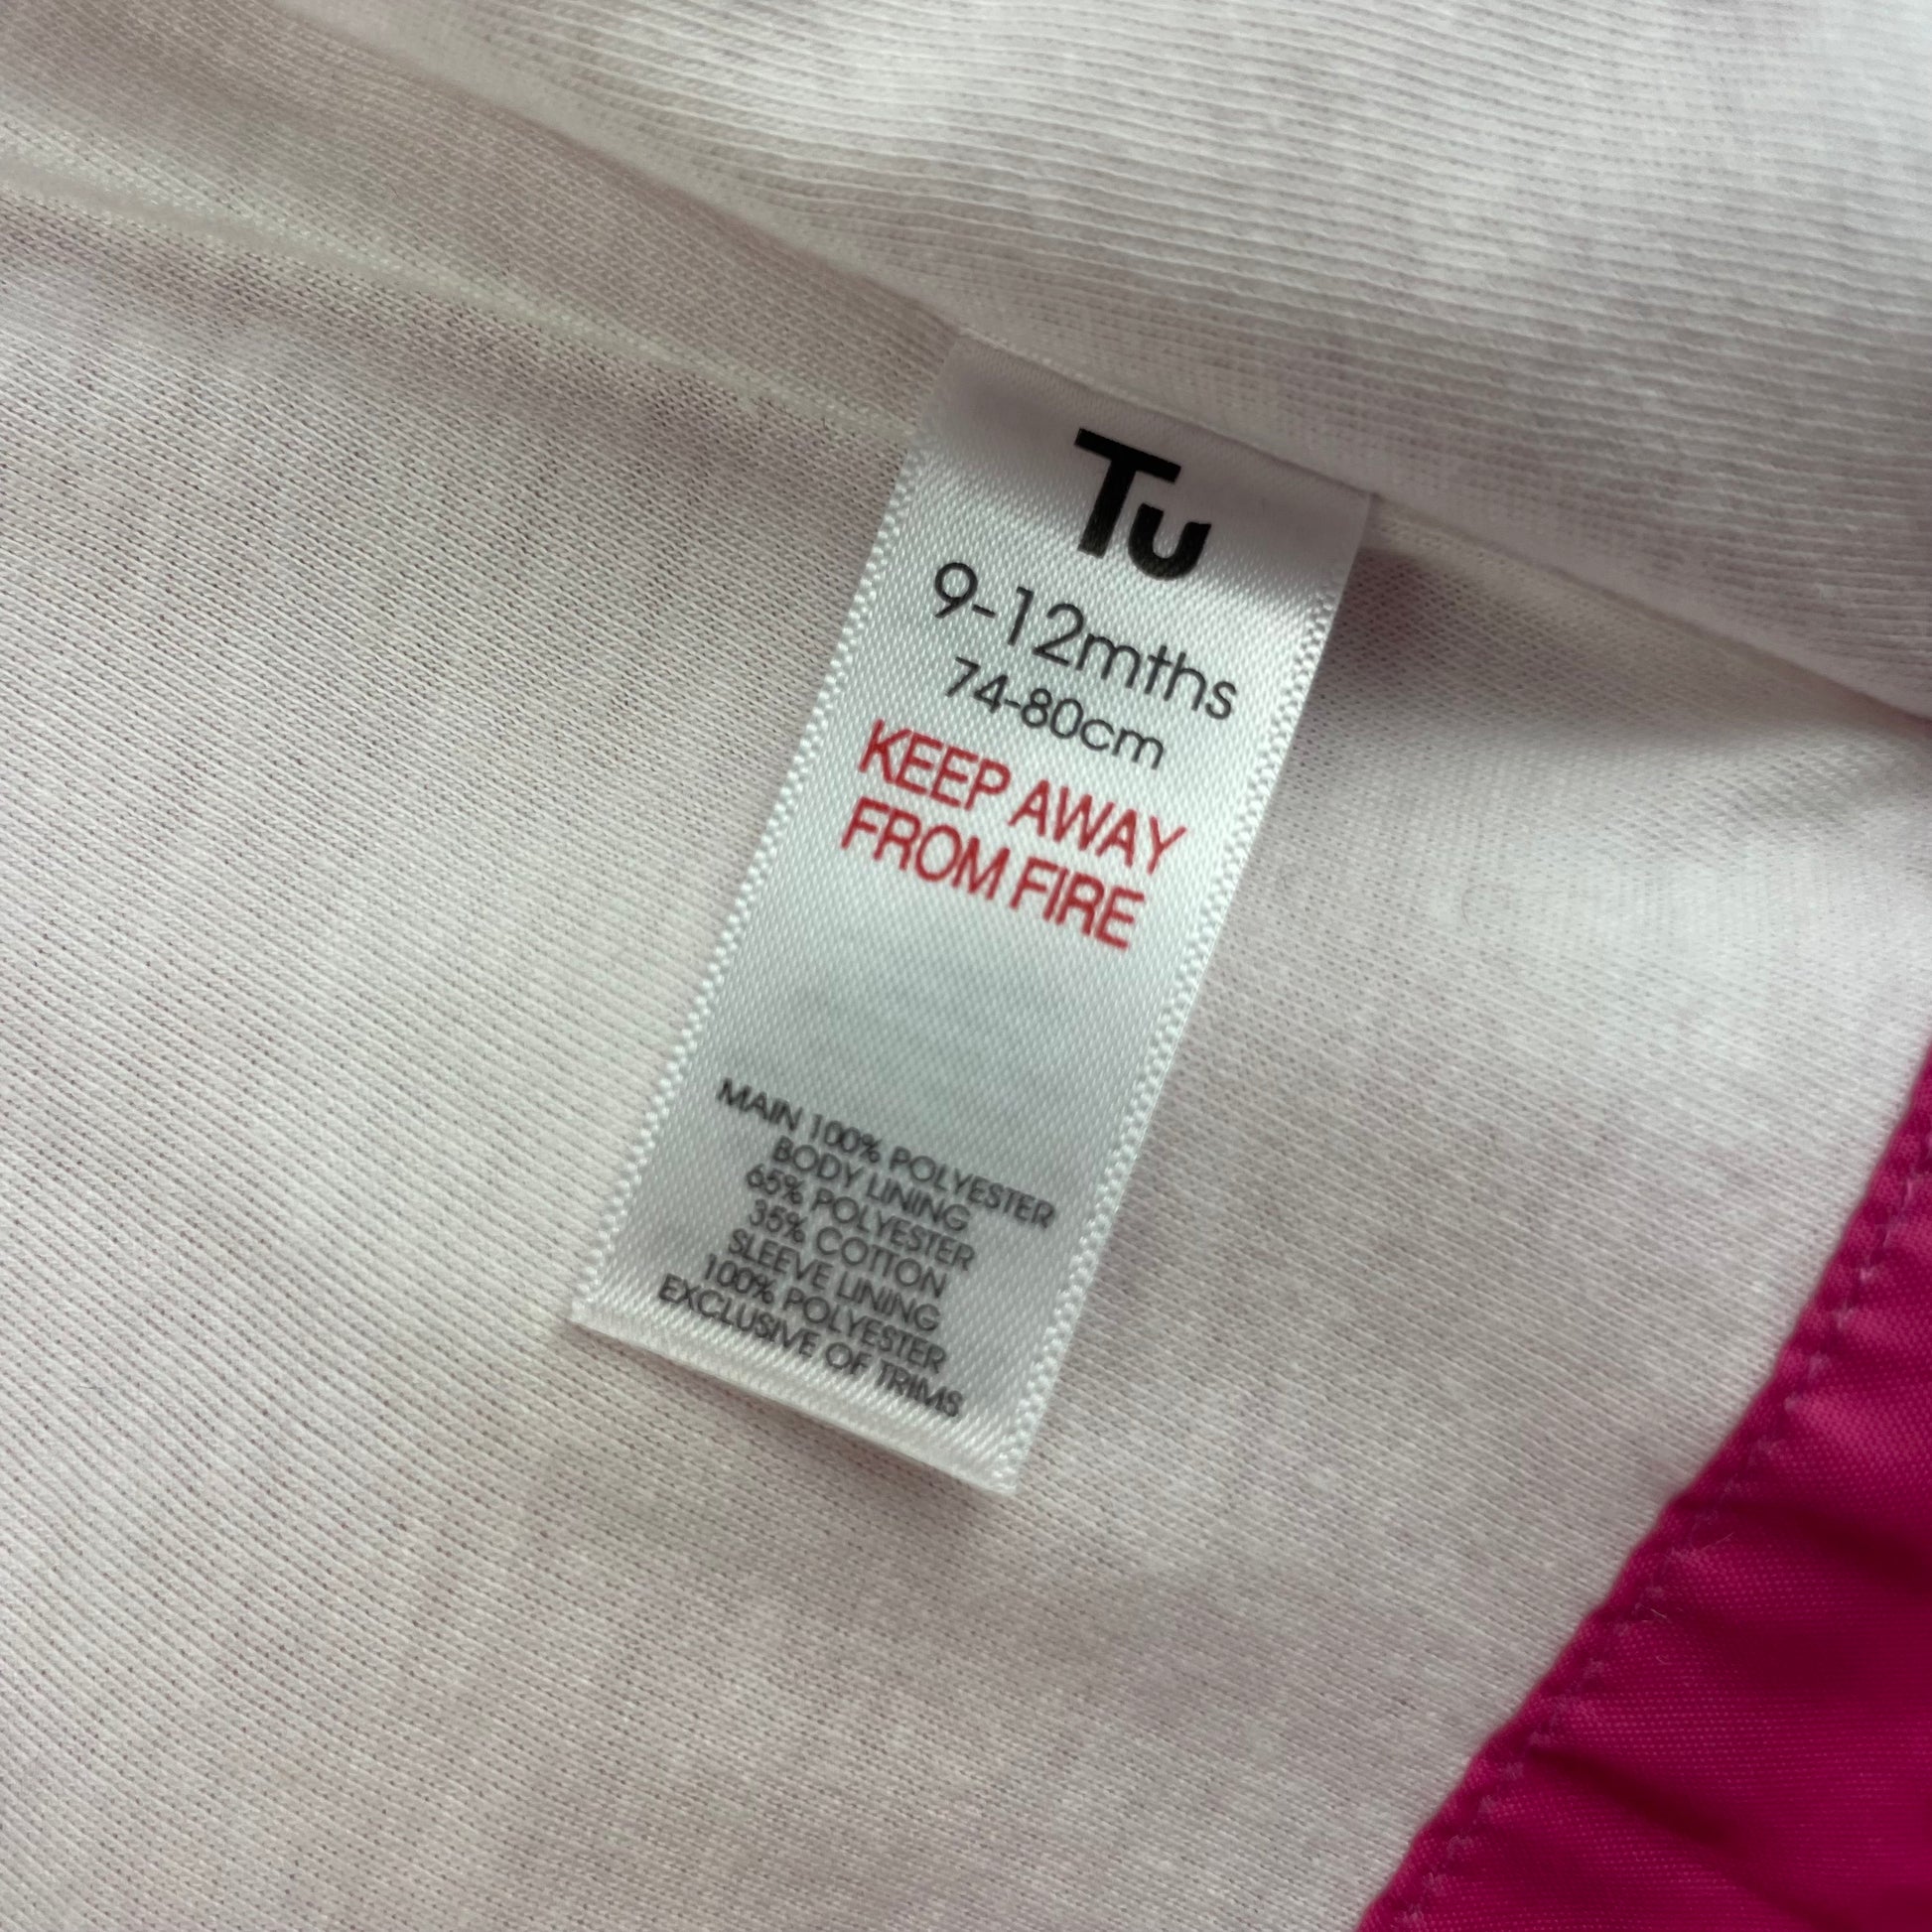 Tu
9-12mths
74-80cm
KEEP AWAY
FROM FIRE
MAIN 100% POLYESTER
BODY LINING
65% POLYESTER
35% COTTON
SLEEVE LINING
100% POLYESTER
EXCLUSIVE OF TRIMS